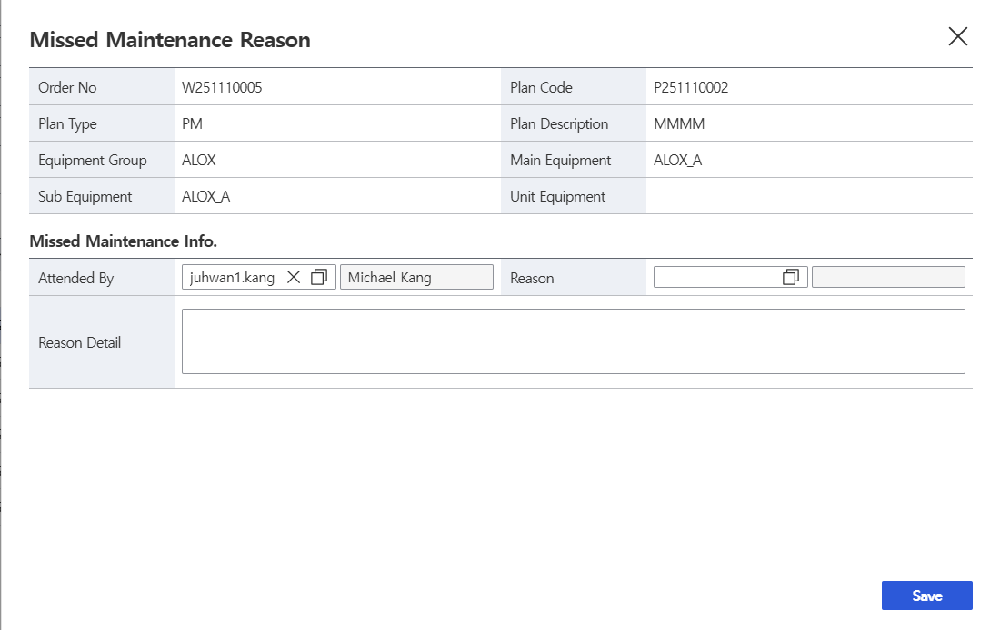 Missed Maintenance Reason
Order No W251110005 Plan Code P251110002
Plan Type PM Plan Description MMMM
Equipment Group ALOX Main Equipment ALOX_A
Sub Equipment ALOX_A Unit Equipment
Missed Maintenance Info.
Attended By juhwan1.kang Michael Kang Reason
Reason Detail
Save